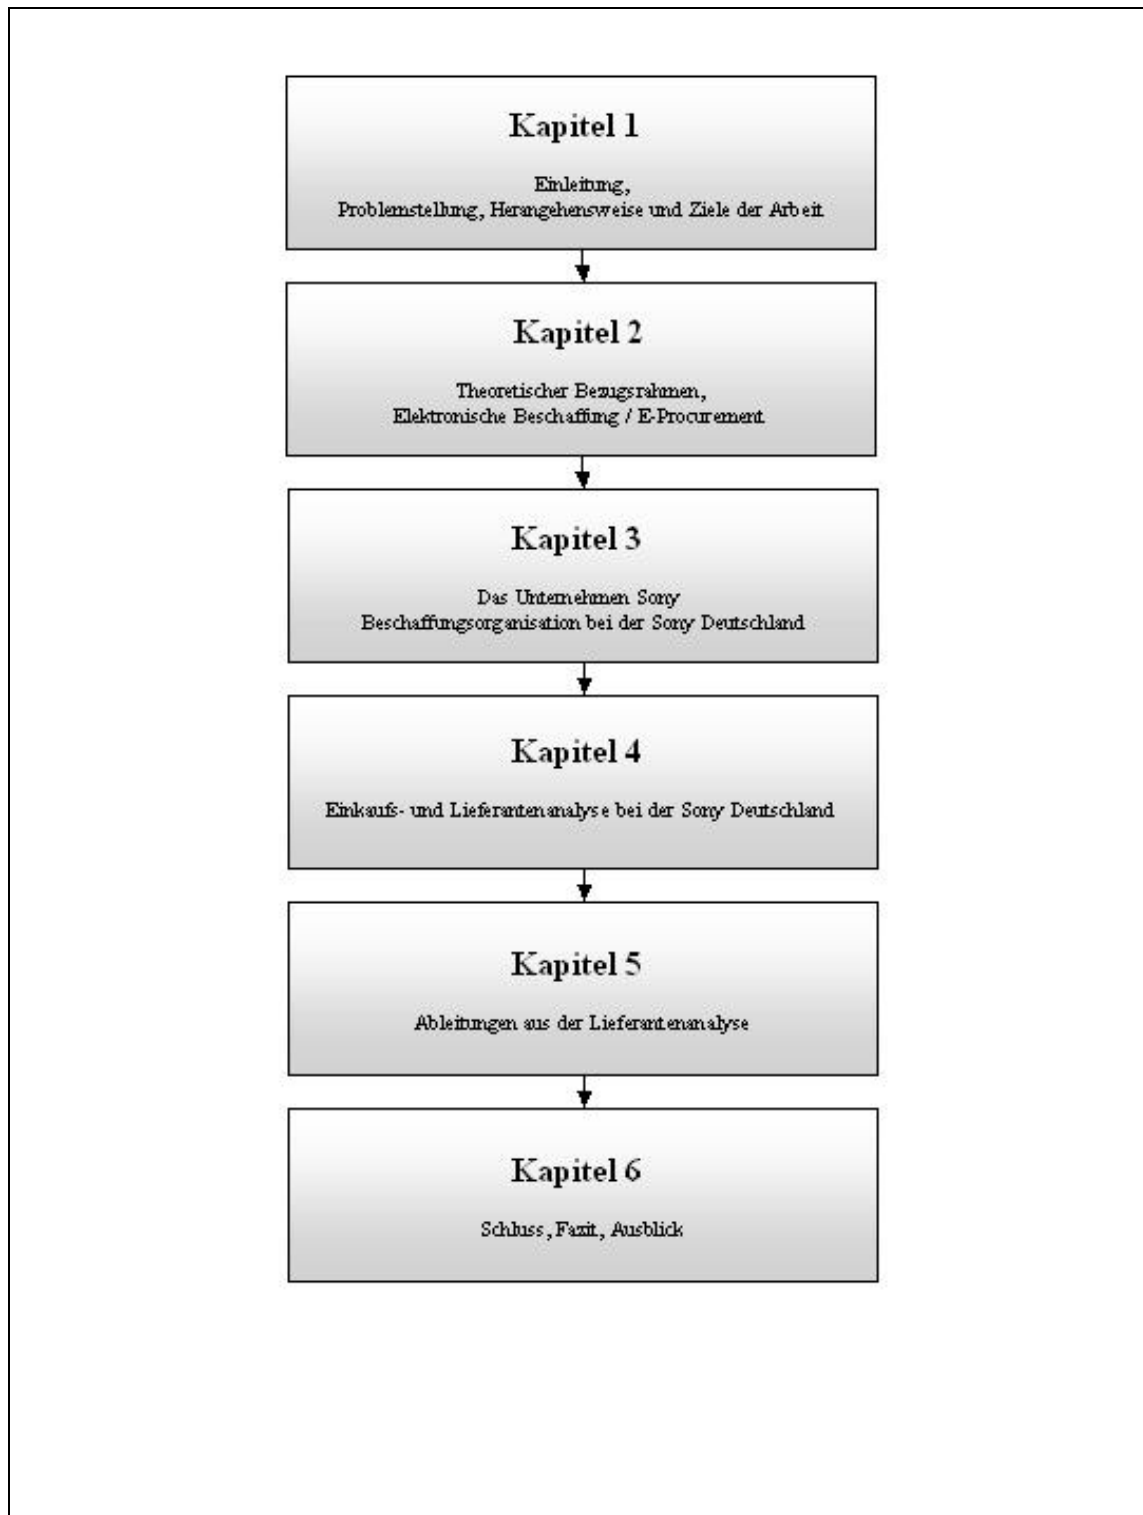 Kapitel 1
Einleitung,
Problemstellung, Herangehensweise und Ziele der Arbeit
Kapitel 2
Theoretischer Bezugsrahmen,
Elektronische Beschaffung / E-Procurement
Kapitel 3
Das Unternehmen Sony
Beschaffungsorganisation bei der Sony Deutschland
Kapitel 4
Einkaufs- und Lieferantenanalyse bei der Sony Deutschland
Kapitel 5
Ableitungen aus der Lieferantenanalyse
Kapitel 6
Schluss, Fazit, Ausblick